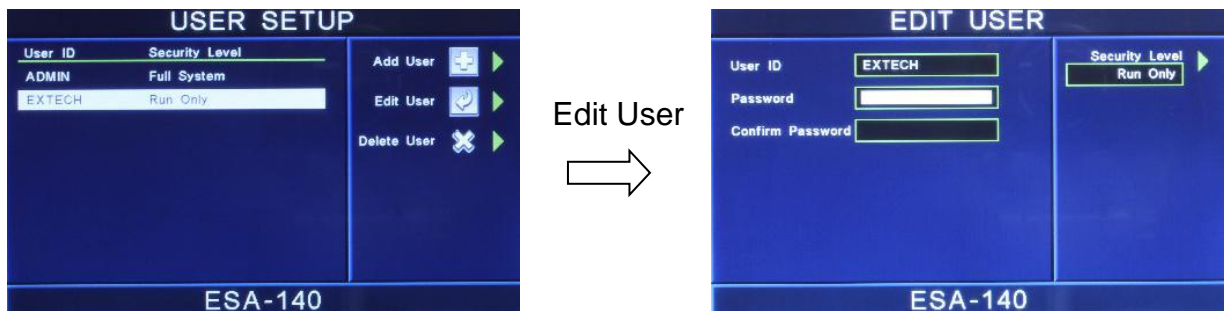 USER SETUP
User ID Security Level
ADMIN Full System
EXTECH Run Only
Add User
Edit User
Delete User
ESA-140
Edit User
EDIT USER
User ID EXTECH
Password
Confirm Password
Security Level
Run Only
ESA-140